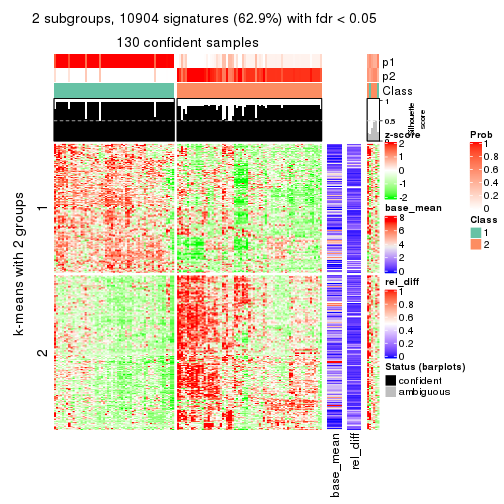 2 subgroups, 10904 signatures (62.9%) with fdr < 0.05
130 confident samples
p1
p2
Class
1
0.5
0
Silhouette
score
k-means with 2 groups
1
2
base_mean
rel_diff
z-score
2
1
0
-1
-2
base_mean
8
6
4
2
0
rel_diff
1
0.8
0.6
0.4
0.2
0
Status (barplots)
confident
ambiguous
Prob
1
0.8
0.6
0.4
0.2
0
Class
1
2